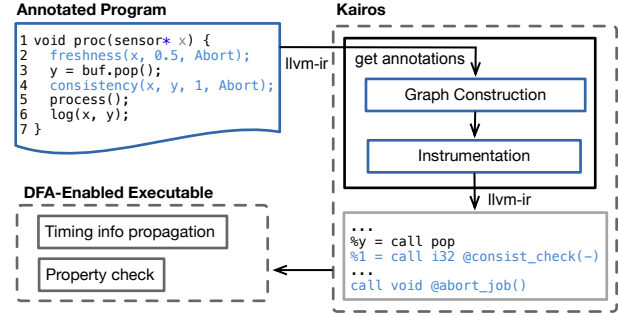 Annotated Program
1 void proc(sensor* x) {
2 freshness(x, 0.5, Abort);
3 y = buf.pop();
4 consistency(x, y, 1, Abort);
5 process();
6 log(x, y);
7 }
llvm-ir
Kairos
get annotations
Graph Construction
Instrumentation
llvm-ir
...
%y = call pop
%1 = call i32 @consist_check(-)
...
call void @abort_job()
DFA-Enabled Executable
Timing info propagation
Property check